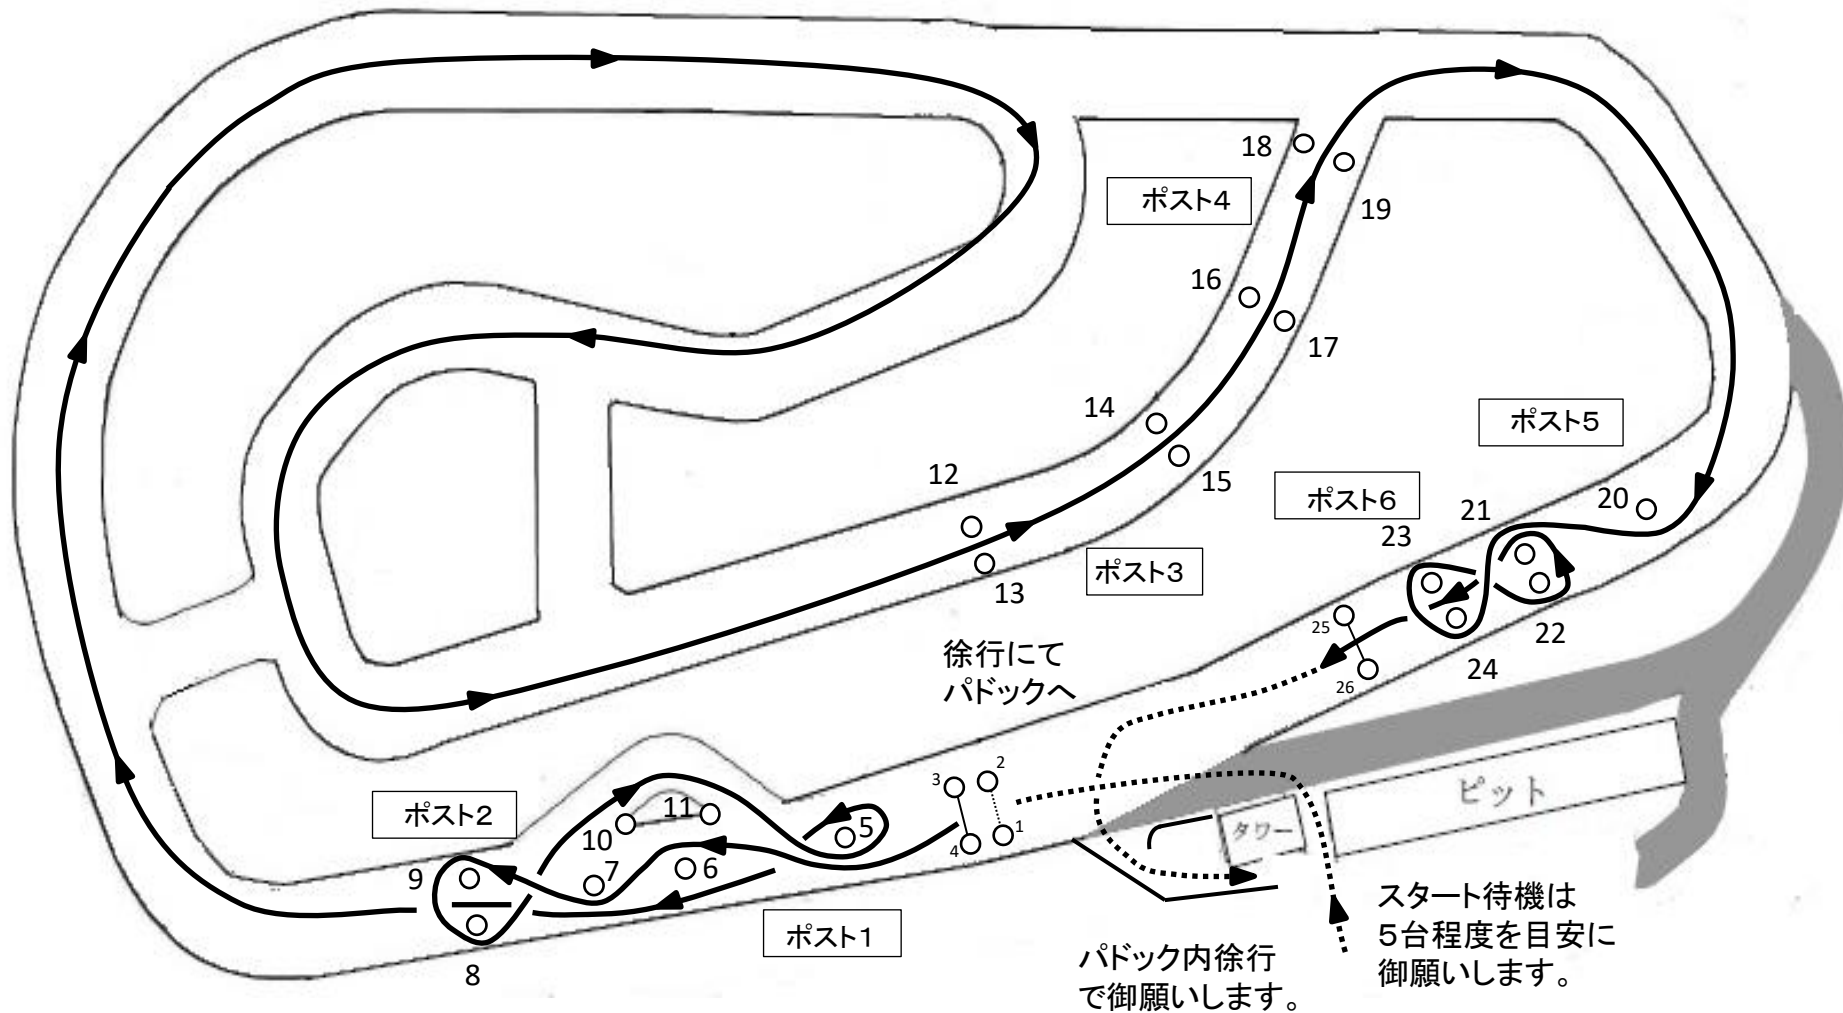 18
ポスト4
19
16
17
14
ポスト5
12
15
ポスト6
20
21
23
ポスト3
13
25
22
徐行にて
パドックへ
24
26
3
2
ピット
ポスト2
11
10
5
4
1
タワー
9
7
6
ポスト1
8
スタート待機は
5台程度を目安に
御願いします。
パドック内徐行
で御願いします。